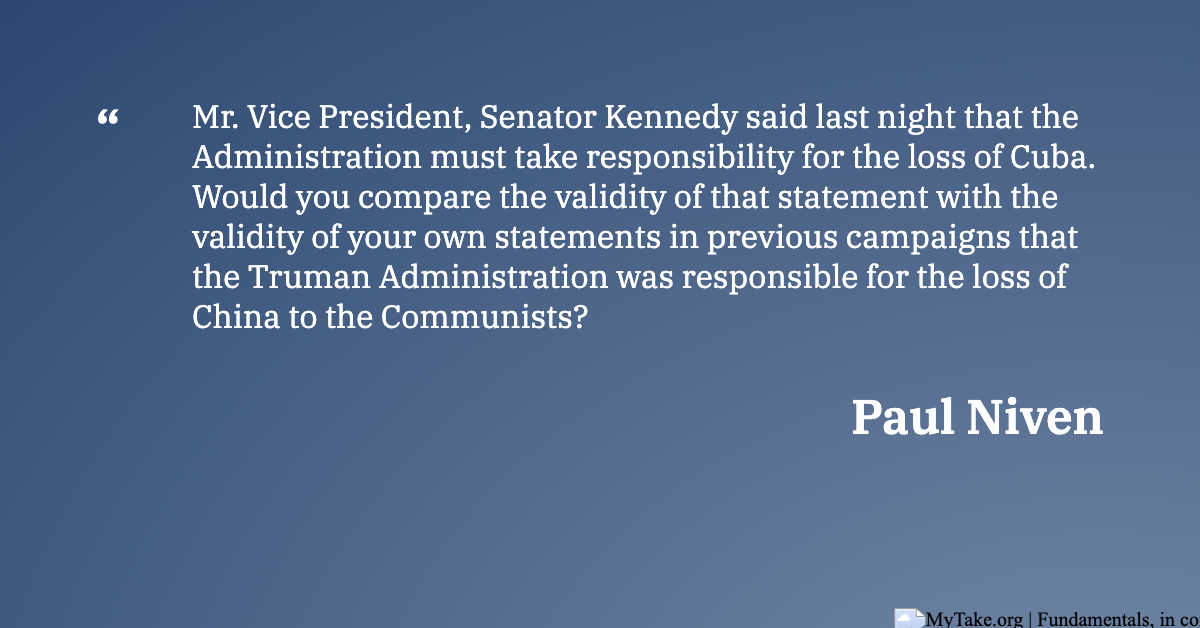 “ Mr. Vice President, Senator Kennedy said last night that the
Administration must take responsibility for the loss of Cuba.
Would you compare the validity of that statement with the
validity of your own statements in previous campaigns that
the Truman Administration was responsible for the loss of
China to the Communists?
Paul Niven
MyTake.org | Fundamentals, in co